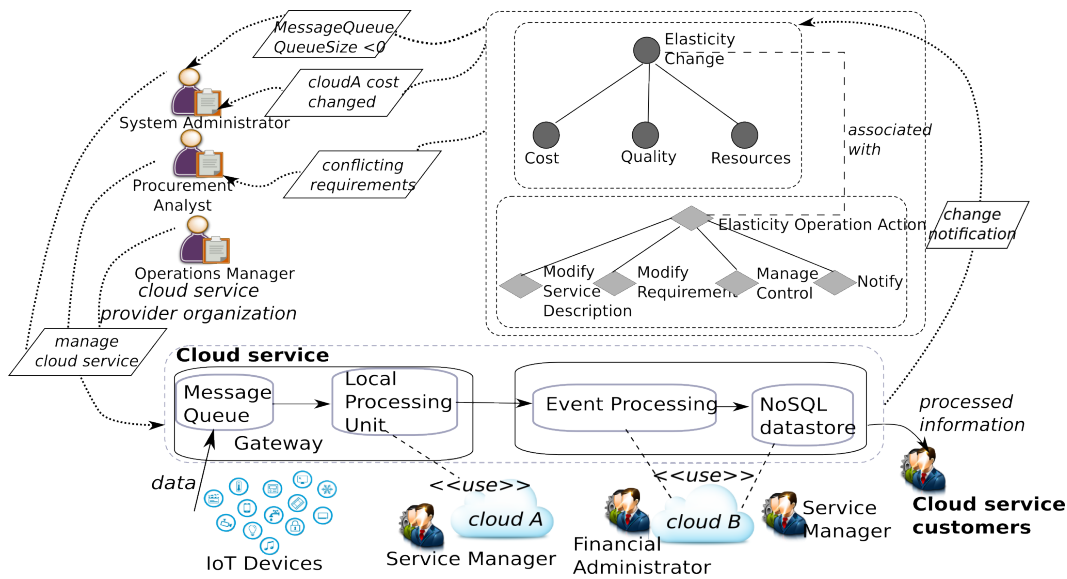 MessageQueue
QueueSize <0
cloudA cost
changed
System Administrator
conflicting
requirements
Procurement
Analyst
Operations Manager
cloud service
provider organization
manage
cloud service
Elasticity
Change
Cost
Quality
Resources
associated
with
Elasticity Operation Action
Modify
Service
Description
Modify
Requirement
Manage
Control
Notify
change
notification
Cloud service
Message
Queue
Local
Processing
Unit
Gateway
Event Processing
NoSQL
datastore
processed
information
Cloud service
customers
data
IoT Devices
<<use>>
cloud A
Service Manager
<<use>>
cloud B
Financial
Administrator
Service
Manager